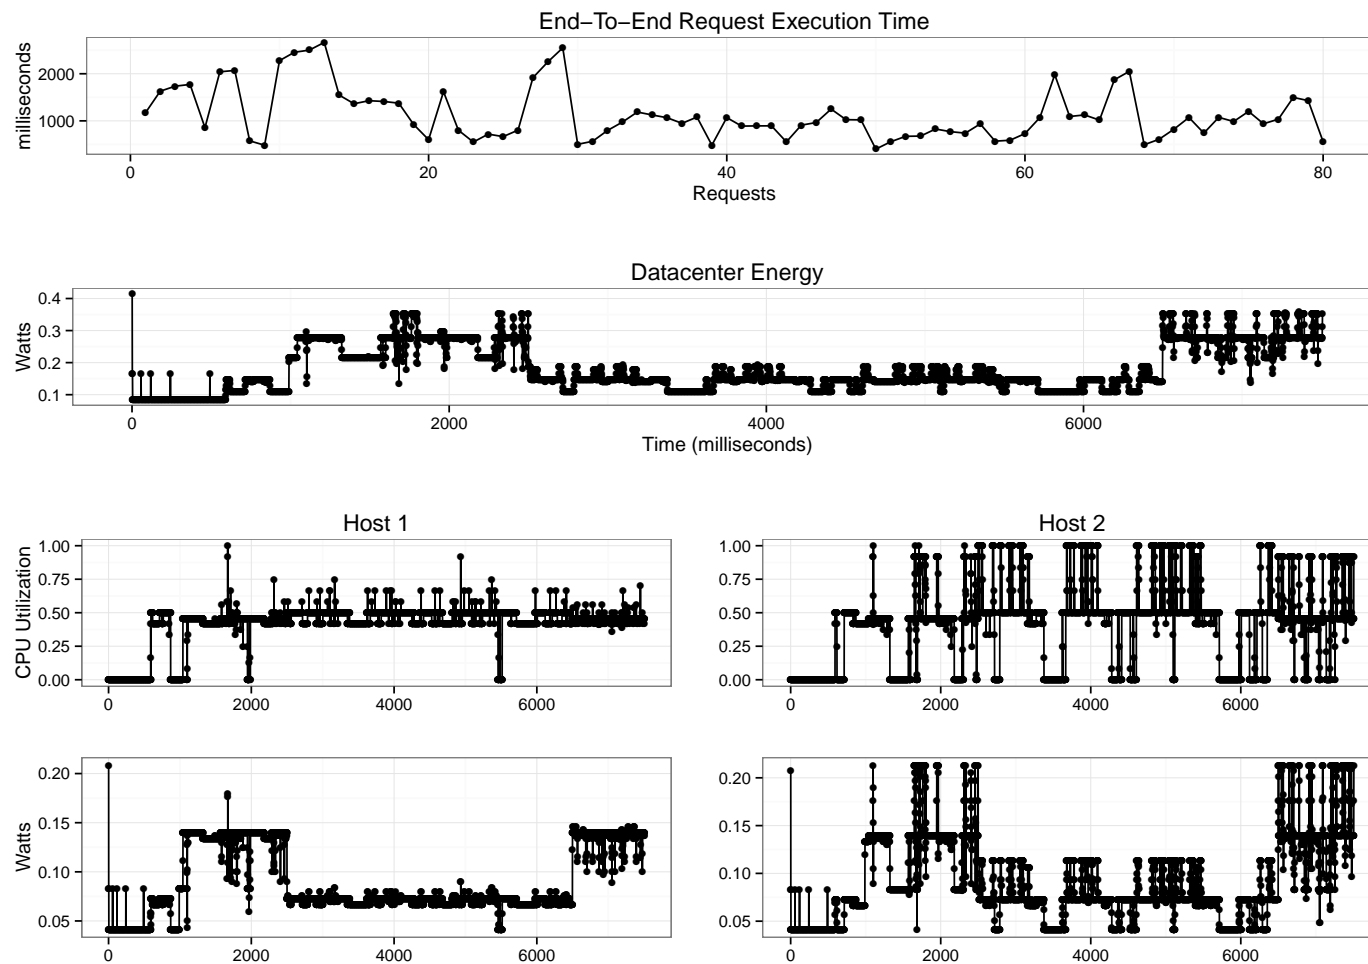 End−To−End Request Execution Time
milliseconds
2000
1000
0 20 40 60 80
Requests
Datacenter Energy
Watts
0.4
0.3
0.2
0.1
0 2000 4000 6000
Time (milliseconds)
Host 1
CPU Utilization
1.00
0.75
0.50
0.25
0.00
0 2000 4000 6000
Host 2
1.00
0.75
0.50
0.25
0.00
0 2000 4000 6000
Watts
0.20
0.15
0.10
0.05
0 2000 4000 6000
0.20
0.15
0.10
0.05
0 2000 4000 6000